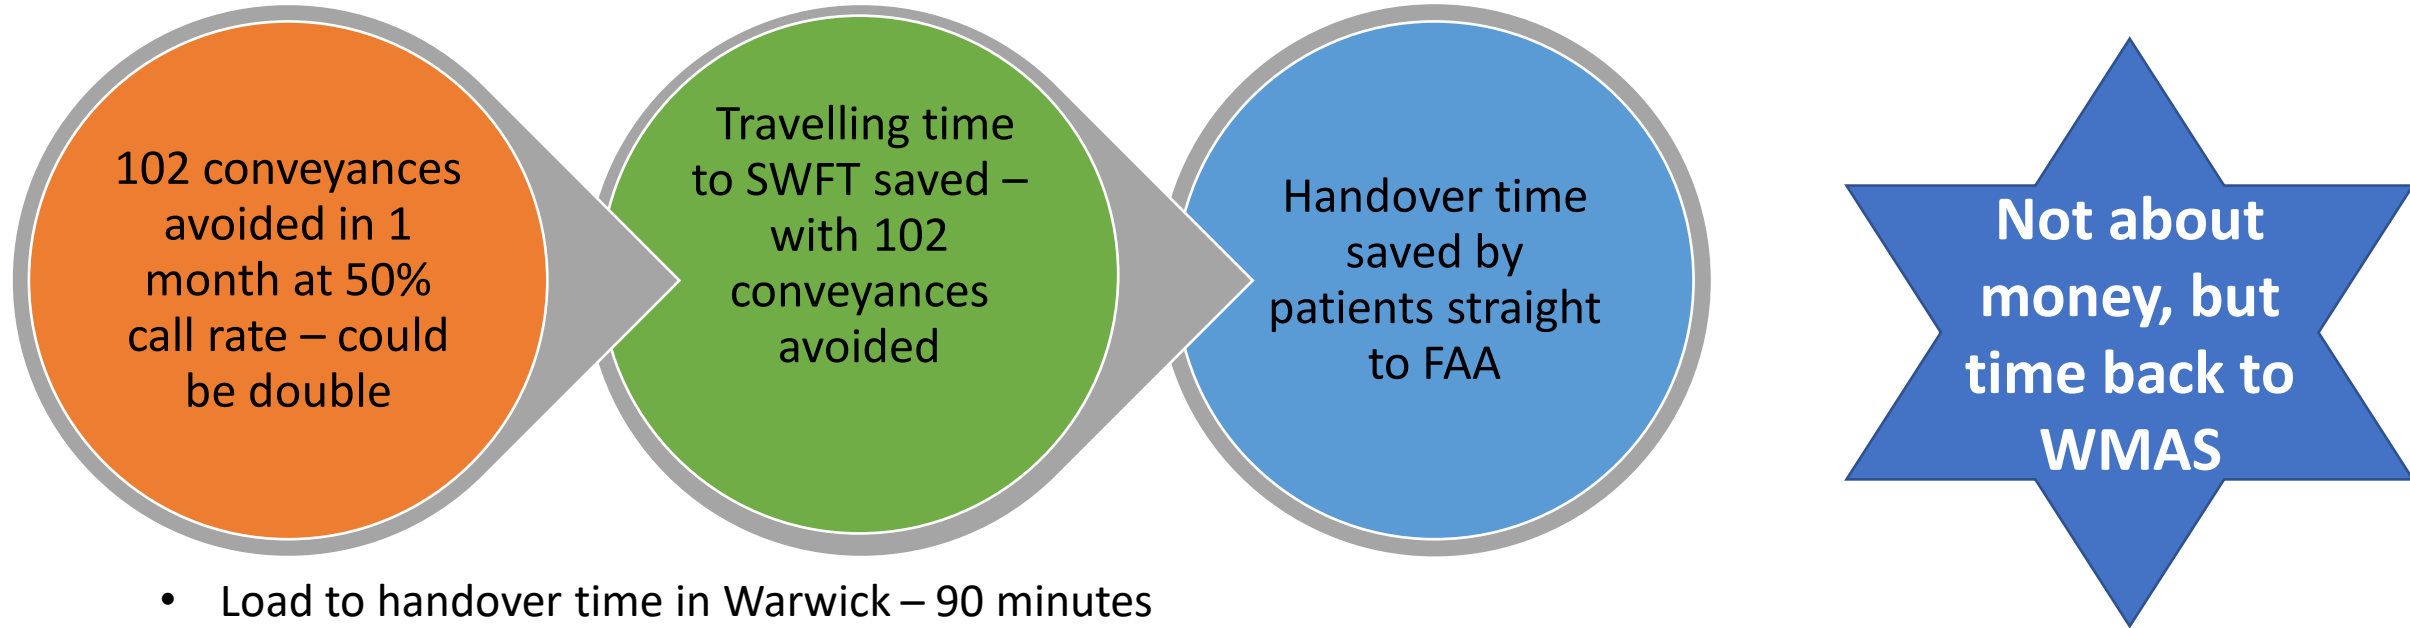 102 conveyances
avoided in 1
month at 50%
call rate – could
be double
Travelling time
to SWFT saved –
with 102
conveyances
avoided
Handover time
saved by
patients straight
to FAA
Not about
money, but
time back to
WMAS
• Load to handover time in Warwick – 90 minutes